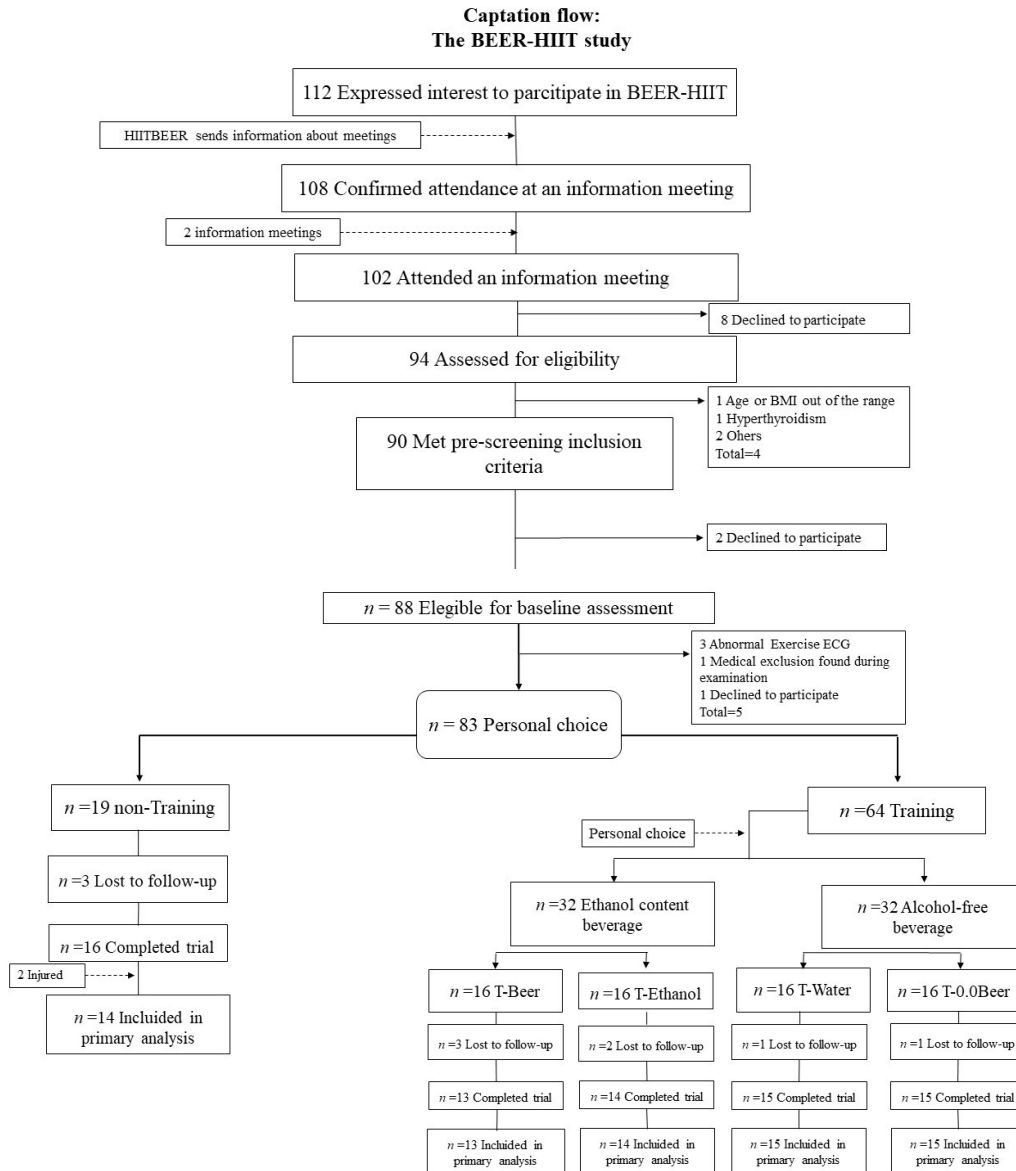 Captation flow:
The BEER-HIIT study
112 Expressed interest to parcitipate in BEER-HIIT
HIITBEER sends information about meetings
108 Confirmed attendance at an information meeting
2 information meetings
102 Attended an information meeting
8 Declined to participate
94 Assessed for eligibility
1 Age or BMI out of the range
1 Hyperthyroidism
2 Ohers
Total=4
90 Met pre-screening inclusion
criteria
2 Declined to participate
n = 88 Elegible for baseline assessment
3 Abnormal Exercise ECG
1 Medical exclusion found during
examination
1 Declined to participate
Total=5
n = 83 Personal choice
n =19 non-Training
n =64 Training
Personal choice
n =3 Lost to follow-up
n =32 Ethanol content
beverage
n =32 Alcohol-free
beverage
n =16 Completed trial
2 Injured
n =14 Incluided in
primary analysis
n =16 T-Beer
n =16 T-Ethanol
n =16 T-Water
n =16 T-0.0Beer
n =3 Lost to follow-up
n =2 Lost to follow-up
n =1 Lost to follow-up
n =1 Lost to follow-up
n =13 Completed trial
n =14 Completed trial
n =15 Completed trial
n =15 Completed trial
n =13 Incluided in
primary analysis
n =14 Incluided in
primary analysis
n =15 Incluided in
primary analysis
n =15 Incluided in
primary analysis